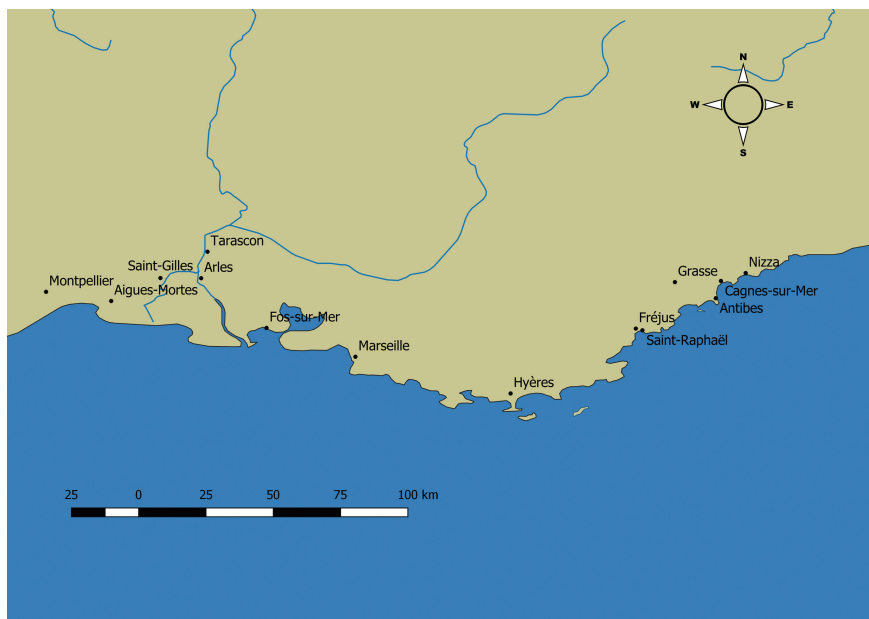 N
W E
S
Tarascon
Saint-Gilles Arles
Montpellier
Aigues-Mortes
Nizza
Grasse
Cagnes-sur-Mer
Antibes
Fos-sur-Mer
Fréjus
Saint-Raphaël
Marseille
Hyères
25 0 25 50 75 100 km